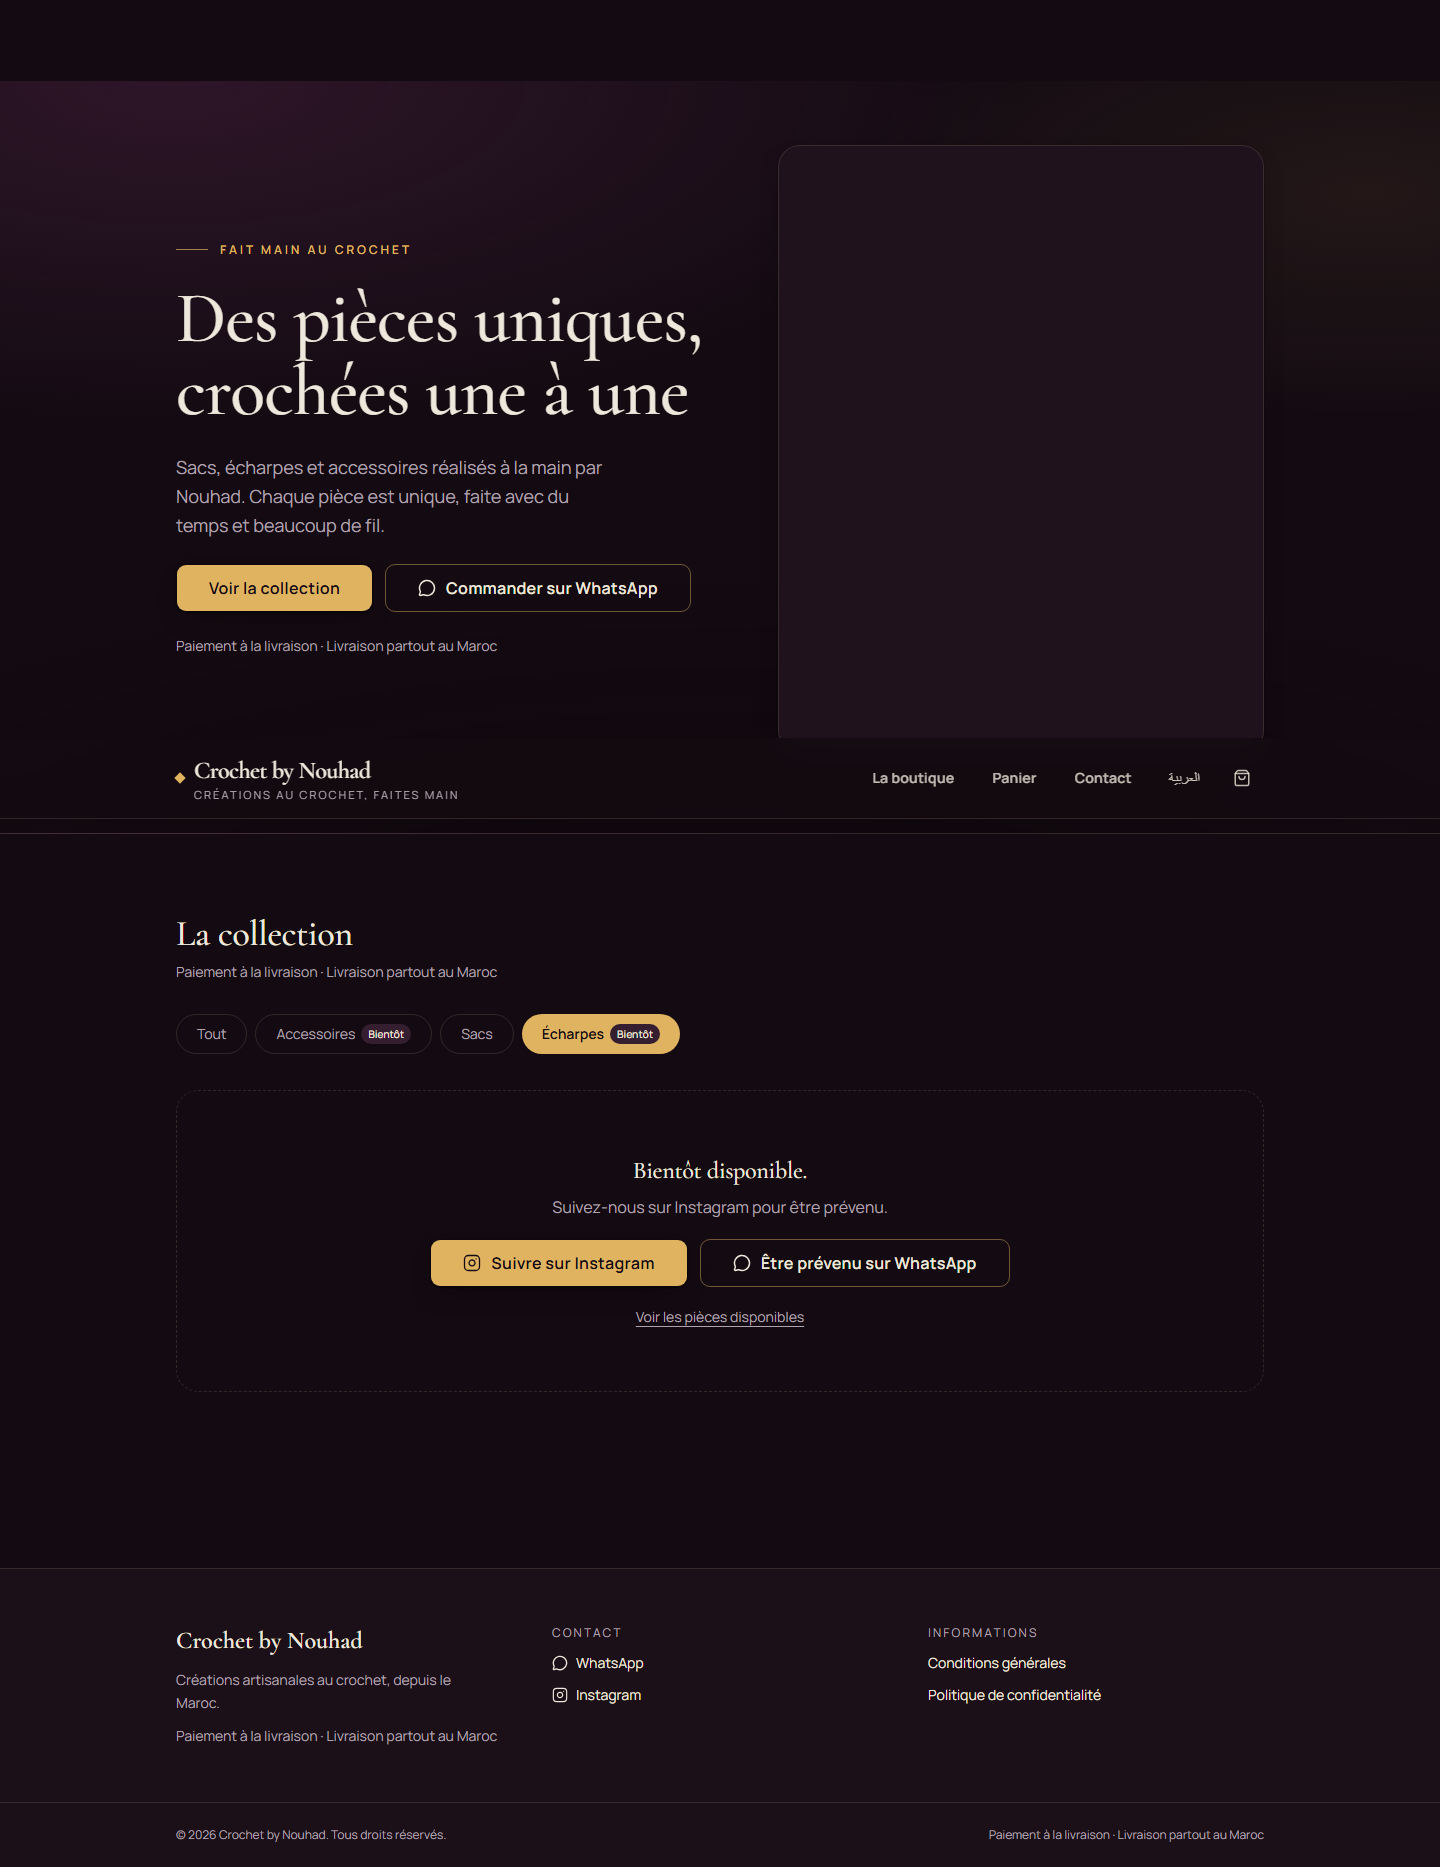 FAIT MAIN AU CROCHET
Des pièces uniques,
crochées une à une
Sacs, écharpes et accessoires réalisés à la main par
Nouhad. Chaque pièce est unique, faite avec du
temps et beaucoup de fil.
Voir la collection
Commander sur WhatsApp
Paiement à la livraison · Livraison partout au Maroc
Crochet by Nouhad
CRÉATIONS AU CROCHET, FAITES MAIN
La boutique
Panier
Contact
العربية
La collection
Paiement à la livraison · Livraison partout au Maroc
Tout
Accessoires Bientôt
Sacs
Écharpes Bientôt
Bientôt disponible.
Suivez-nous sur Instagram pour être prévenu.
Suivre sur Instagram
Être prévenu sur WhatsApp
Voir les pièces disponibles
Crochet by Nouhad
Créations artisanales au crochet, depuis le
Maroc.
Paiement à la livraison · Livraison partout au Maroc
CONTACT
WhatsApp
Instagram
INFORMATIONS
Conditions générales
Politique de confidentialité
© 2026 Crochet by Nouhad. Tous droits réservés.
Paiement à la livraison · Livraison partout au Maroc